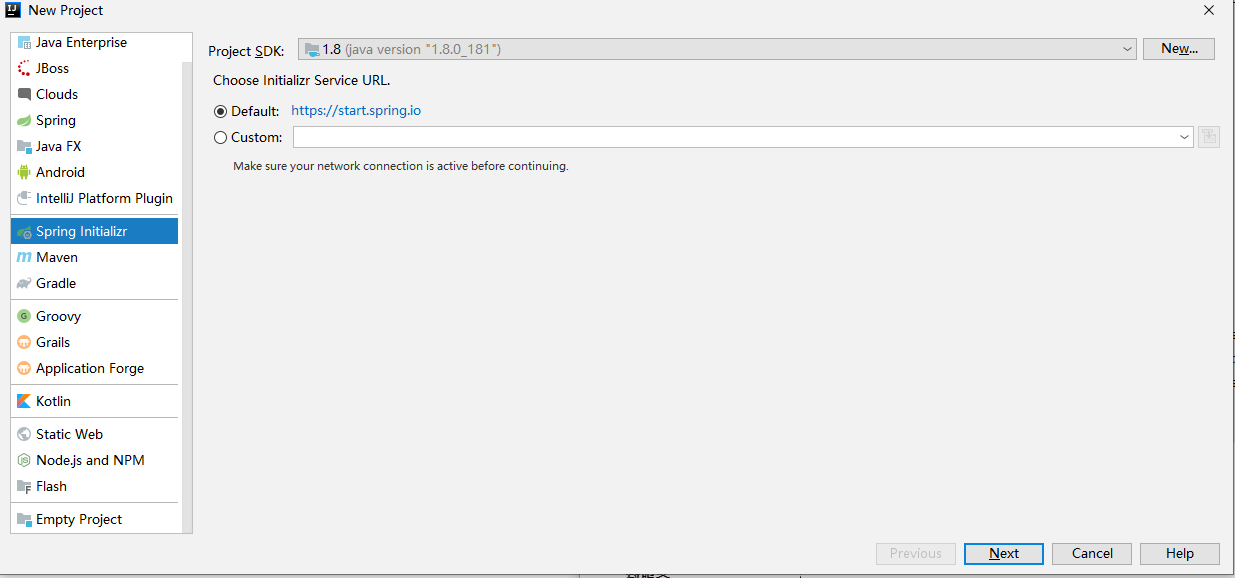 New Project
Java Enterprise
JBoss
Clouds
Spring
Java FX
Android
IntelliJ Platform Plugin
Spring Initializr
Maven
Gradle
Groovy
Grails
Application Forge
Kotlin
Static Web
Node.js and NPM
Flash
Empty Project
Project SDK: 1.8 (java version "1.8.0_181") New...
Choose Initializr Service URL.
Default: https://start.spring.io
Custom:
Make sure your network connection is active before continuing.
Previous Next Cancel Help